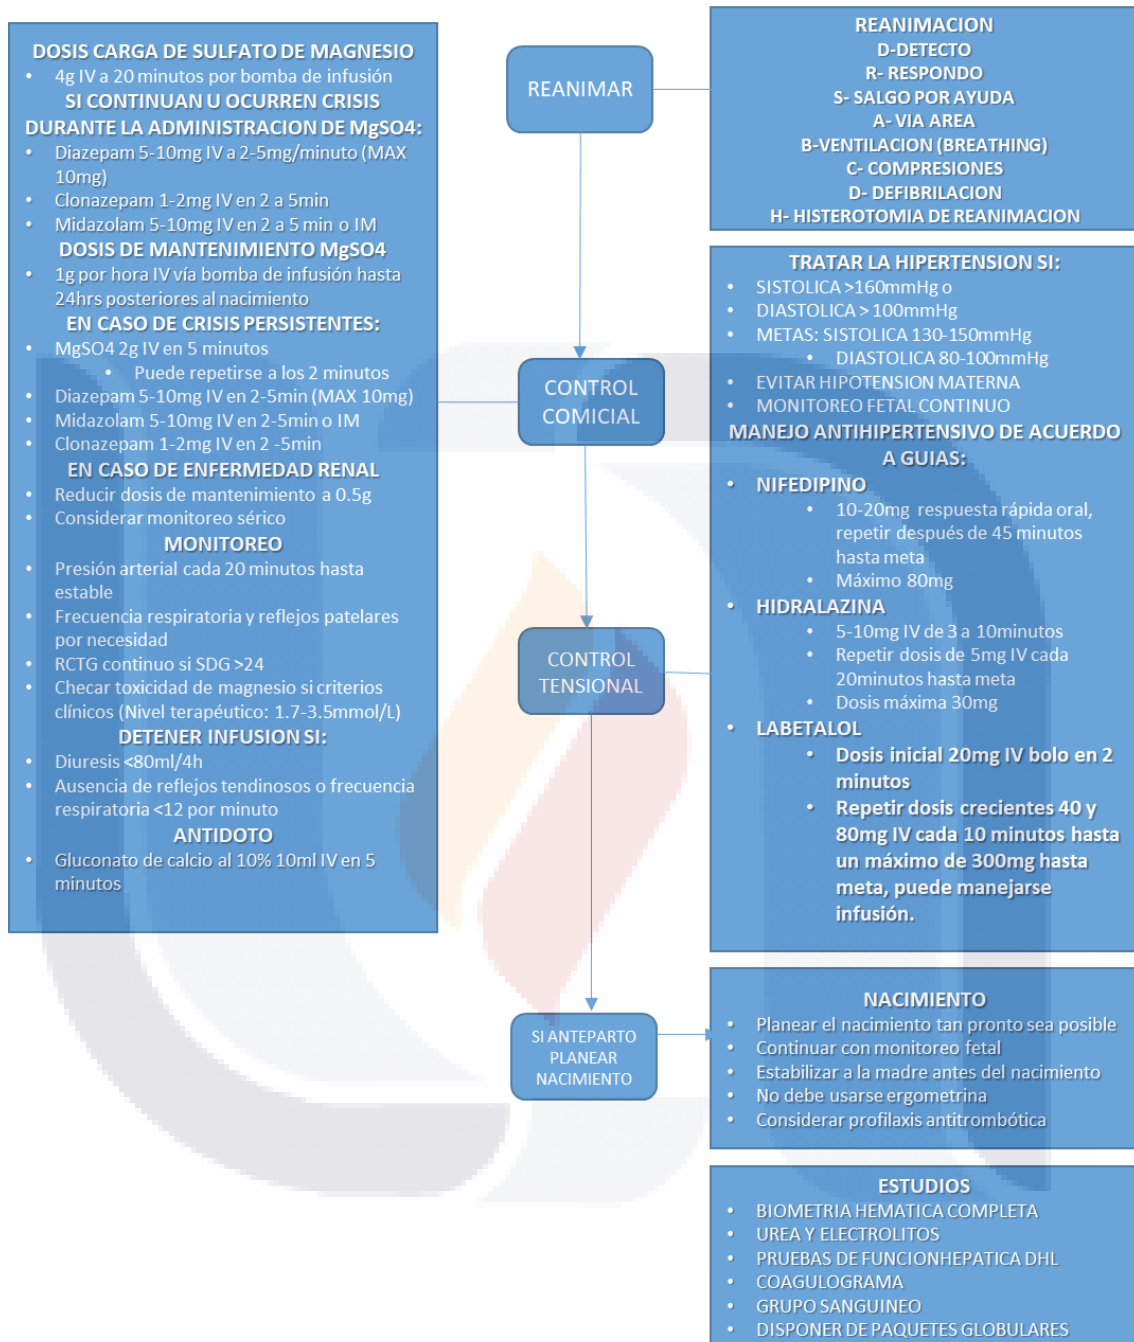 DOSIS CARGA DE SULFATO DE MAGNESIO
• 4g IV a 20 minutos por bomba de infusión
SI CONTINUAN U OCURREN CRISIS
DURANTE LA ADMINISTRACION DE MgSO4:
• Diazepam 5-10mg IV a 2-5mg/minuto (MAX
10mg)
• Clonazepam 1-2mg IV en 2 a 5min
• Midazolam 5-10mg IV en 2 a 5 min o IM
DOSIS DE MANTENIMIENTO MgSO4
• 1g por hora IV vía bomba de infusión hasta
24hrs posteriores al nacimiento
EN CASO DE CRISIS PERSISTENTES:
• MgSO4 2g IV en 5 minutos
• Puede repetirse a los 2 minutos
• Diazepam 5-10mg IV en 2-5min (MAX 10mg)
• Midazolam 5-10mg IV en 2-5min o IM
• Clonazepam 1-2mg IV en 2 -5min
EN CASO DE ENFERMEDAD RENAL
• Reducir dosis de mantenimiento a 0.5g
• Considerar monitoreo sérico
MONITOREO
• Presión arterial cada 20 minutos hasta
estable
• Frecuencia respiratoria y reflejos patelares
por necesidad
• RCTG continuo si SDG >24
• Checar toxicidad de magnesio si criterios
clínicos (Nivel terapéutico: 1.7-3.5mmol/L)
DETENER INFUSION SI:
• Diuresis <80ml/4h
• Ausencia de reflejos tendinosos o frecuencia
respiratoria <12 por minuto
ANTIDOTO
• Gluconato de calcio al 10% 10ml IV en 5
minutos
REANIMAR
CONTROL
COMICIAL
CONTROL
TENSIONAL
SI ANTEPARTO
PLANEAR
NACIMIENTO
REANIMACION
D-DETECTO
R- RESPONDO
S- SALGO POR AYUDA
A- VIA AREA
B-VENTILACION (BREATHING)
C- COMPRESIONES
D- DEFIBRILACION
H- HISTEROTOMIA DE REANIMACION
TRATAR LA HIPERTENSION SI:
• SISTOLICA >160mmHg o
• DIASTOLICA > 100mmHg
• METAS: SISTOLICA 130-150mmHg
• DIASTOLICA 80-100mmHg
• EVITAR HIPOTENSION MATERNA
• MONITOREO FETAL CONTINUO
MANEJO ANTIHIPERTENSIVO DE ACUERDO
A GUIAS:
• NIFEDIPINO
• 10-20mg respuesta rápida oral,
repetir después de 45 minutos
hasta meta
• Máximo 80mg
• HIDRALAZINA
• 5-10mg IV de 3 a 10minutos
• Repetir dosis de 5mg IV cada
20minutos hasta meta
• Dosis máxima 30mg
• LABETALOL
• Dosis inicial 20mg IV bolo en 2
minutos
• Repetir dosis crecientes 40 y
80mg IV cada 10 minutos hasta
un máximo de 300mg hasta
meta, puede manejarse
infusión.
NACIMIENTO
• Planear el nacimiento tan pronto sea posible
• Continuar con monitoreo fetal
• Estabilizar a la madre antes del nacimiento
• No debe usarse ergometrina
• Considerar profilaxis antitrombótica
ESTUDIOS
• BIOMETRIA HEMATICA COMPLETA
• UREA Y ELECTROLITOS
• PRUEBAS DE FUNCIONHEPATICA DHL
• COAGULOGRAMA
• GRUPO SANGUINEO
• DISPONER DE PAQUETES GLOBULARES